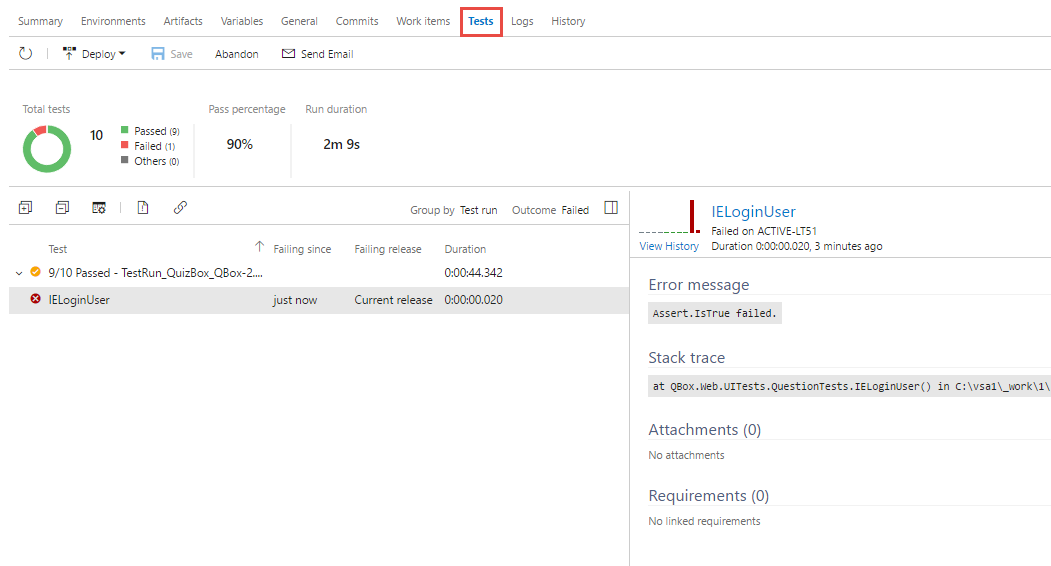 Summary Environments Artifacts Variables General Commits Work items Tests Logs History
Deploy Save Abandon Send Email
Total tests Pass percentage Run duration
10 Passed (9) 90% 2m 9s
Failed (1)
Others (0)
Group by Test run Outcome Failed
Test Failing since Failing release Duration
9/10 Passed - TestRun_QuizBox_QBox-2.... 0:00:44.342
IELoginUser just now Current release 0:00:00.020
IELoginUser
Failed on ACTIVE-LT51
View History Duration 0:00:00.020, 3 minutes ago
Error message
Assert.IsTrue failed.
Stack trace
at QBox.Web.UITests.QuestionTests.IELoginUser() in C:\vsa1\_work\1\
Attachments (0)
No attachments
Requirements (0)
No linked requirements